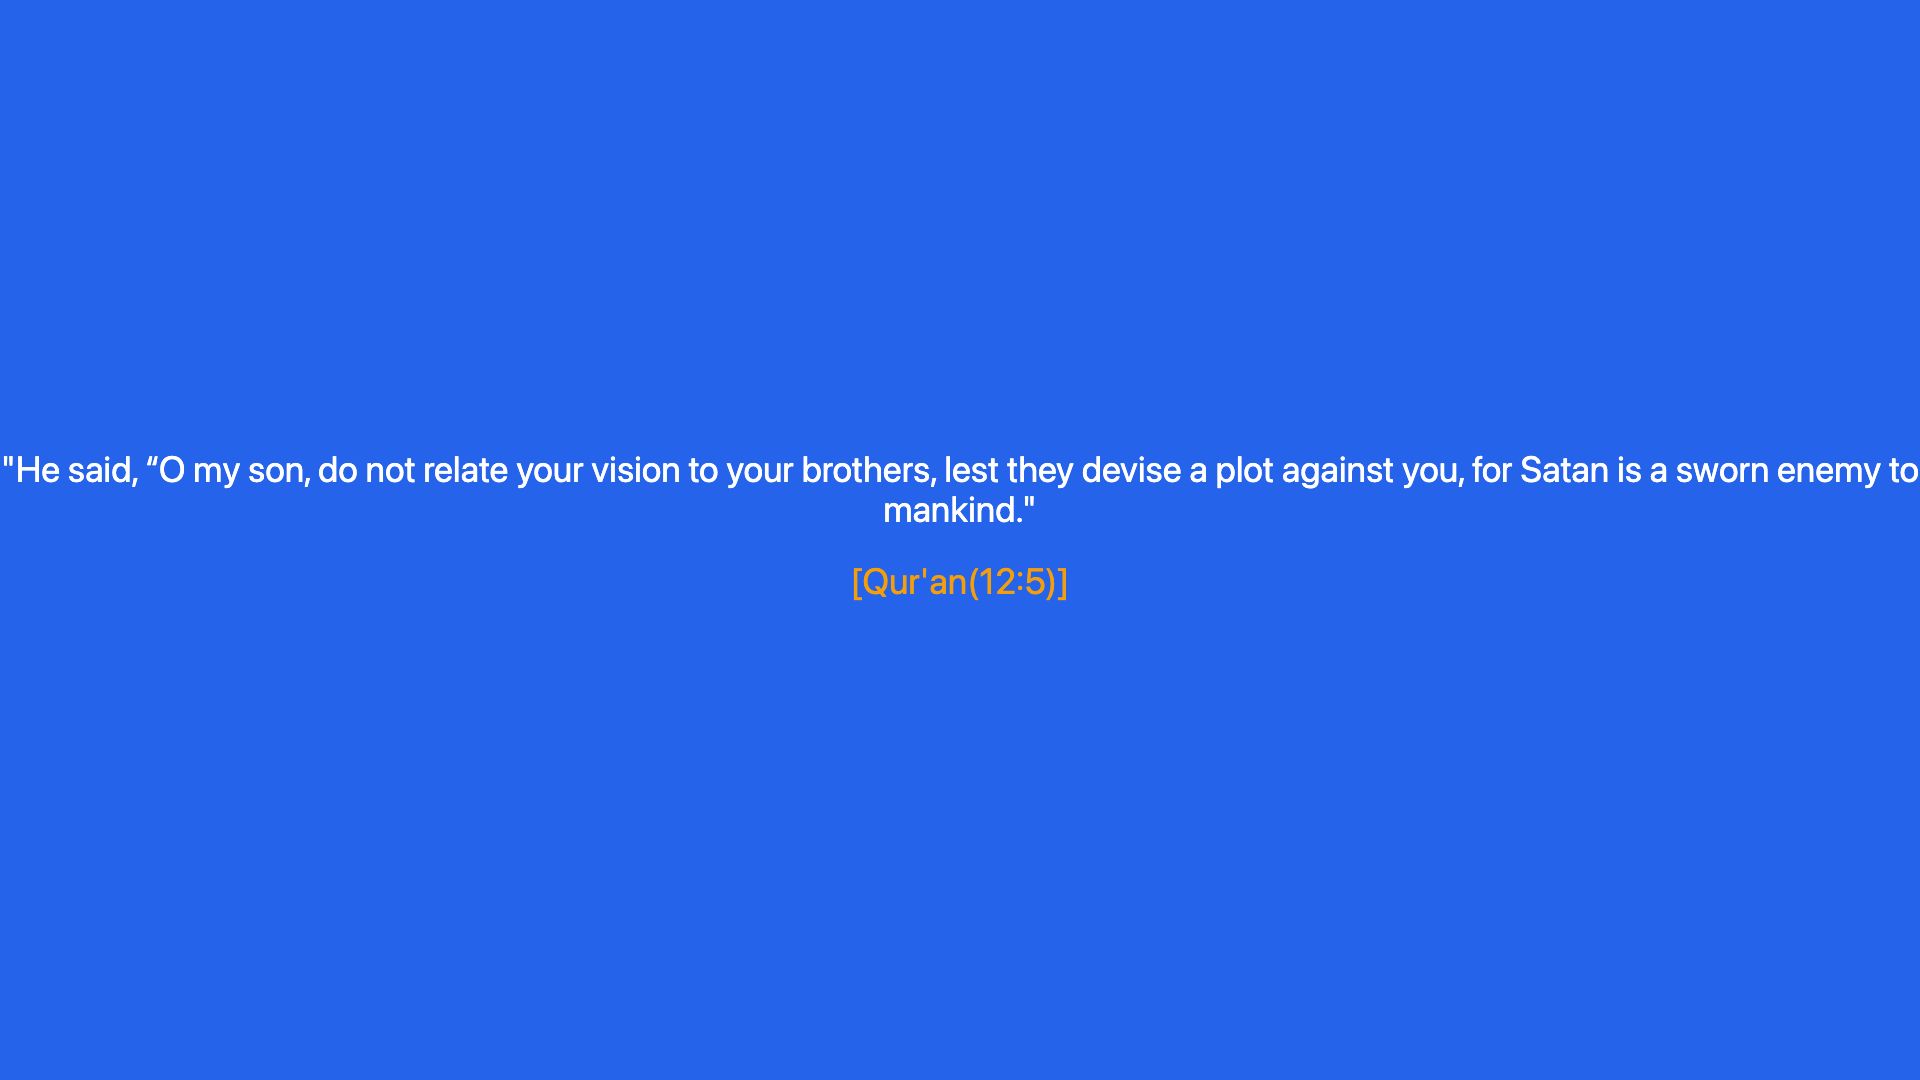 "He said, “O my son, do not relate your vision to your brothers, lest they devise a plot against you, for Satan is a sworn enemy to
mankind."
[Qur'an(12:5)]